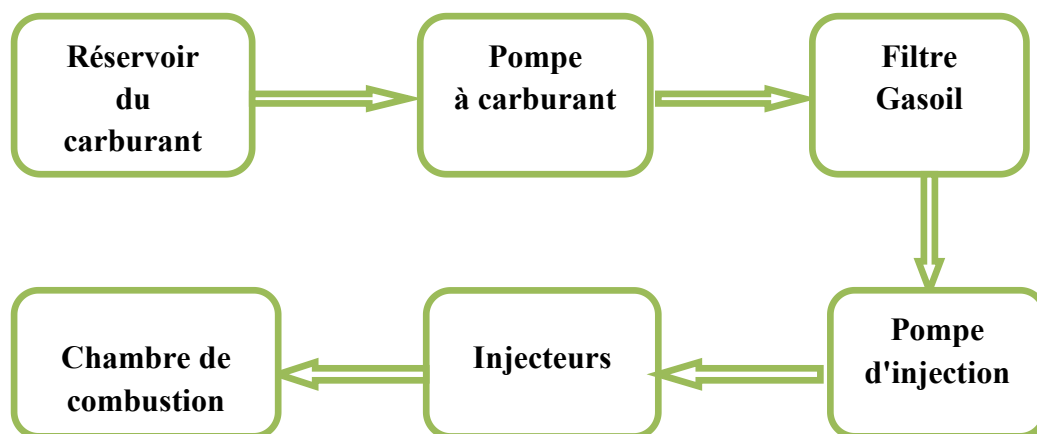 Réservoir
du
carburant
Pompe
à carburant
Filtre
Gasoil
Pompe
d'injection
Injecteurs
Chambre de
combustion